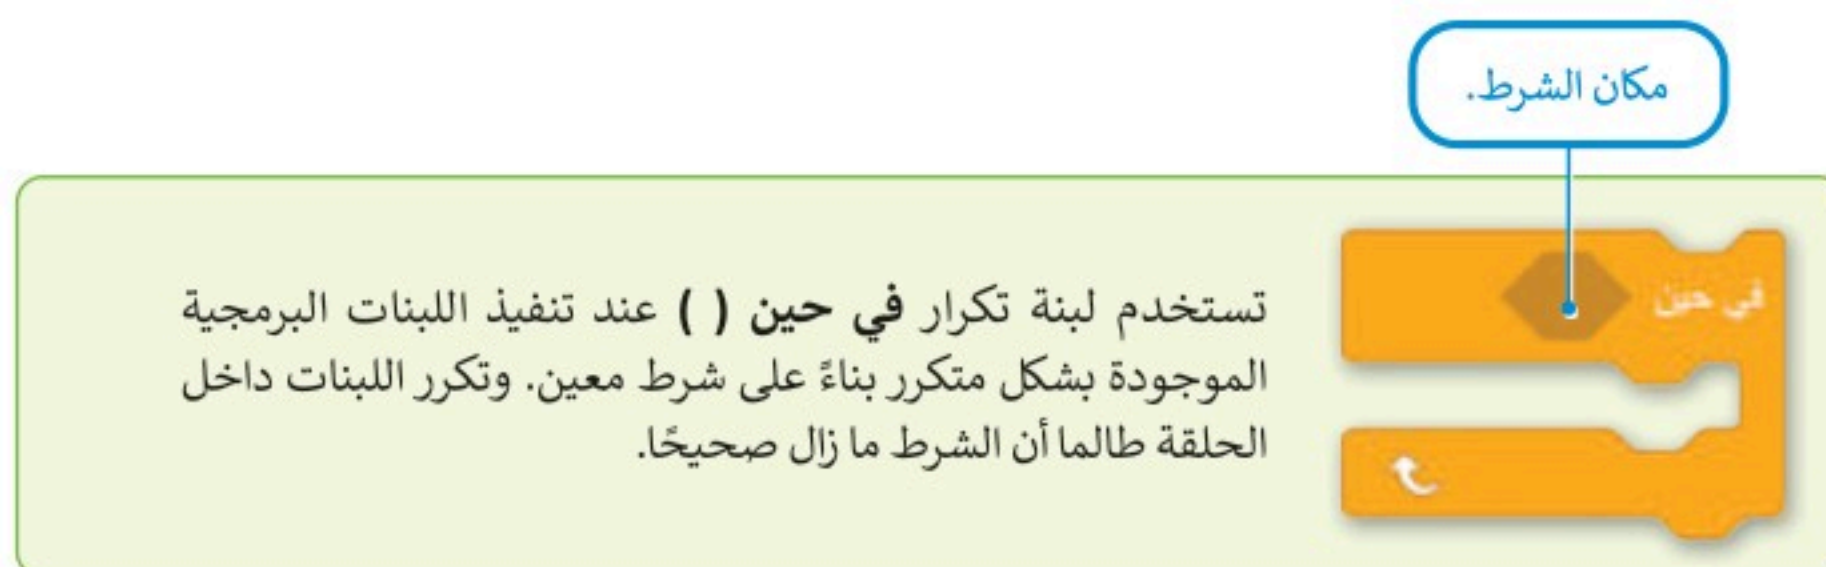 مكان الشرط.
في حين
تستخدم لبنة تكرار في حين ( ) عند تنفيذ اللبنات البرمجية
الموجودة بشكل متكرر بناءً على شرط معين. وتكرر اللبنات داخل
الحلقة طالما أن الشرط ما زال صحيحًا.